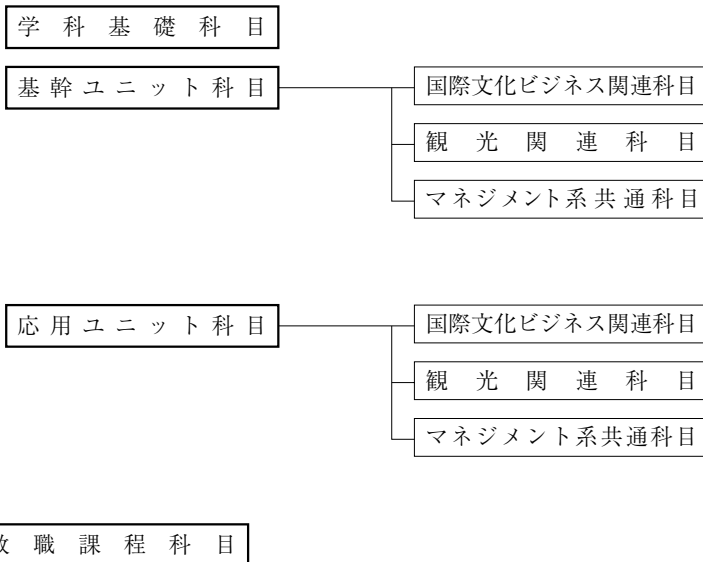 学科基礎科目
基幹ユニット科目
国際文化ビジネス関連科目
観光関連科目
マネジメント系共通科目
応用ユニット科目
国際文化ビジネス関連科目
観光関連科目
マネジメント系共通科目
教職課程科目